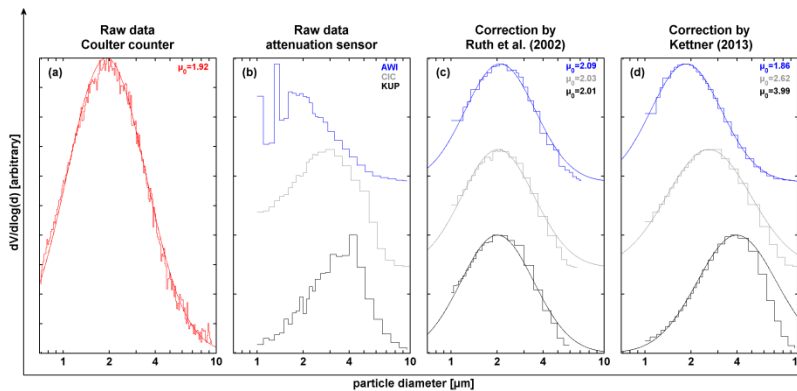 Raw data
Coulter counter
Raw data
attenuation sensor
Correction by
Ruth et al. (2002)
Correction by
Kettner (2013)
(a)
μ0=1.92
(b)
AWI
CIC
KUP
(c)
μ0=2.09
μ0=2.03
μ0=2.01
(d)
μ0=1.86
μ0=2.62
μ0=3.99
dV/dlog(d) [arbitrary]
1 2 4 10
1 2 4 10
1 2 4 10
1 2 4 1
particle diameter [μm]